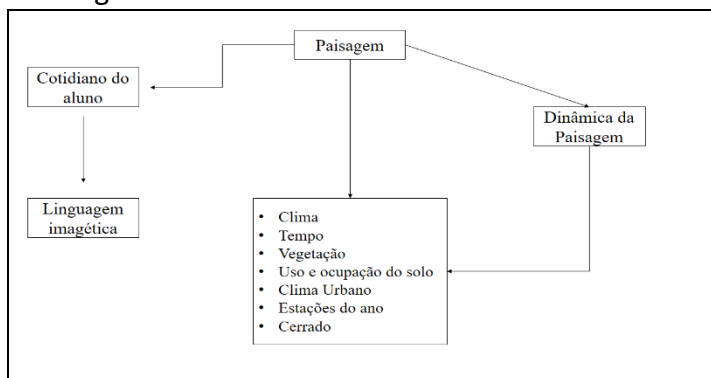 Paisagem
Cotidiano do
aluno
Dinâmica da
Paisagem
Linguagem
imagética
• Clima
• Tempo
• Vegetação
• Uso e ocupação do solo
• Clima Urbano
• Estações do ano
• Cerrado